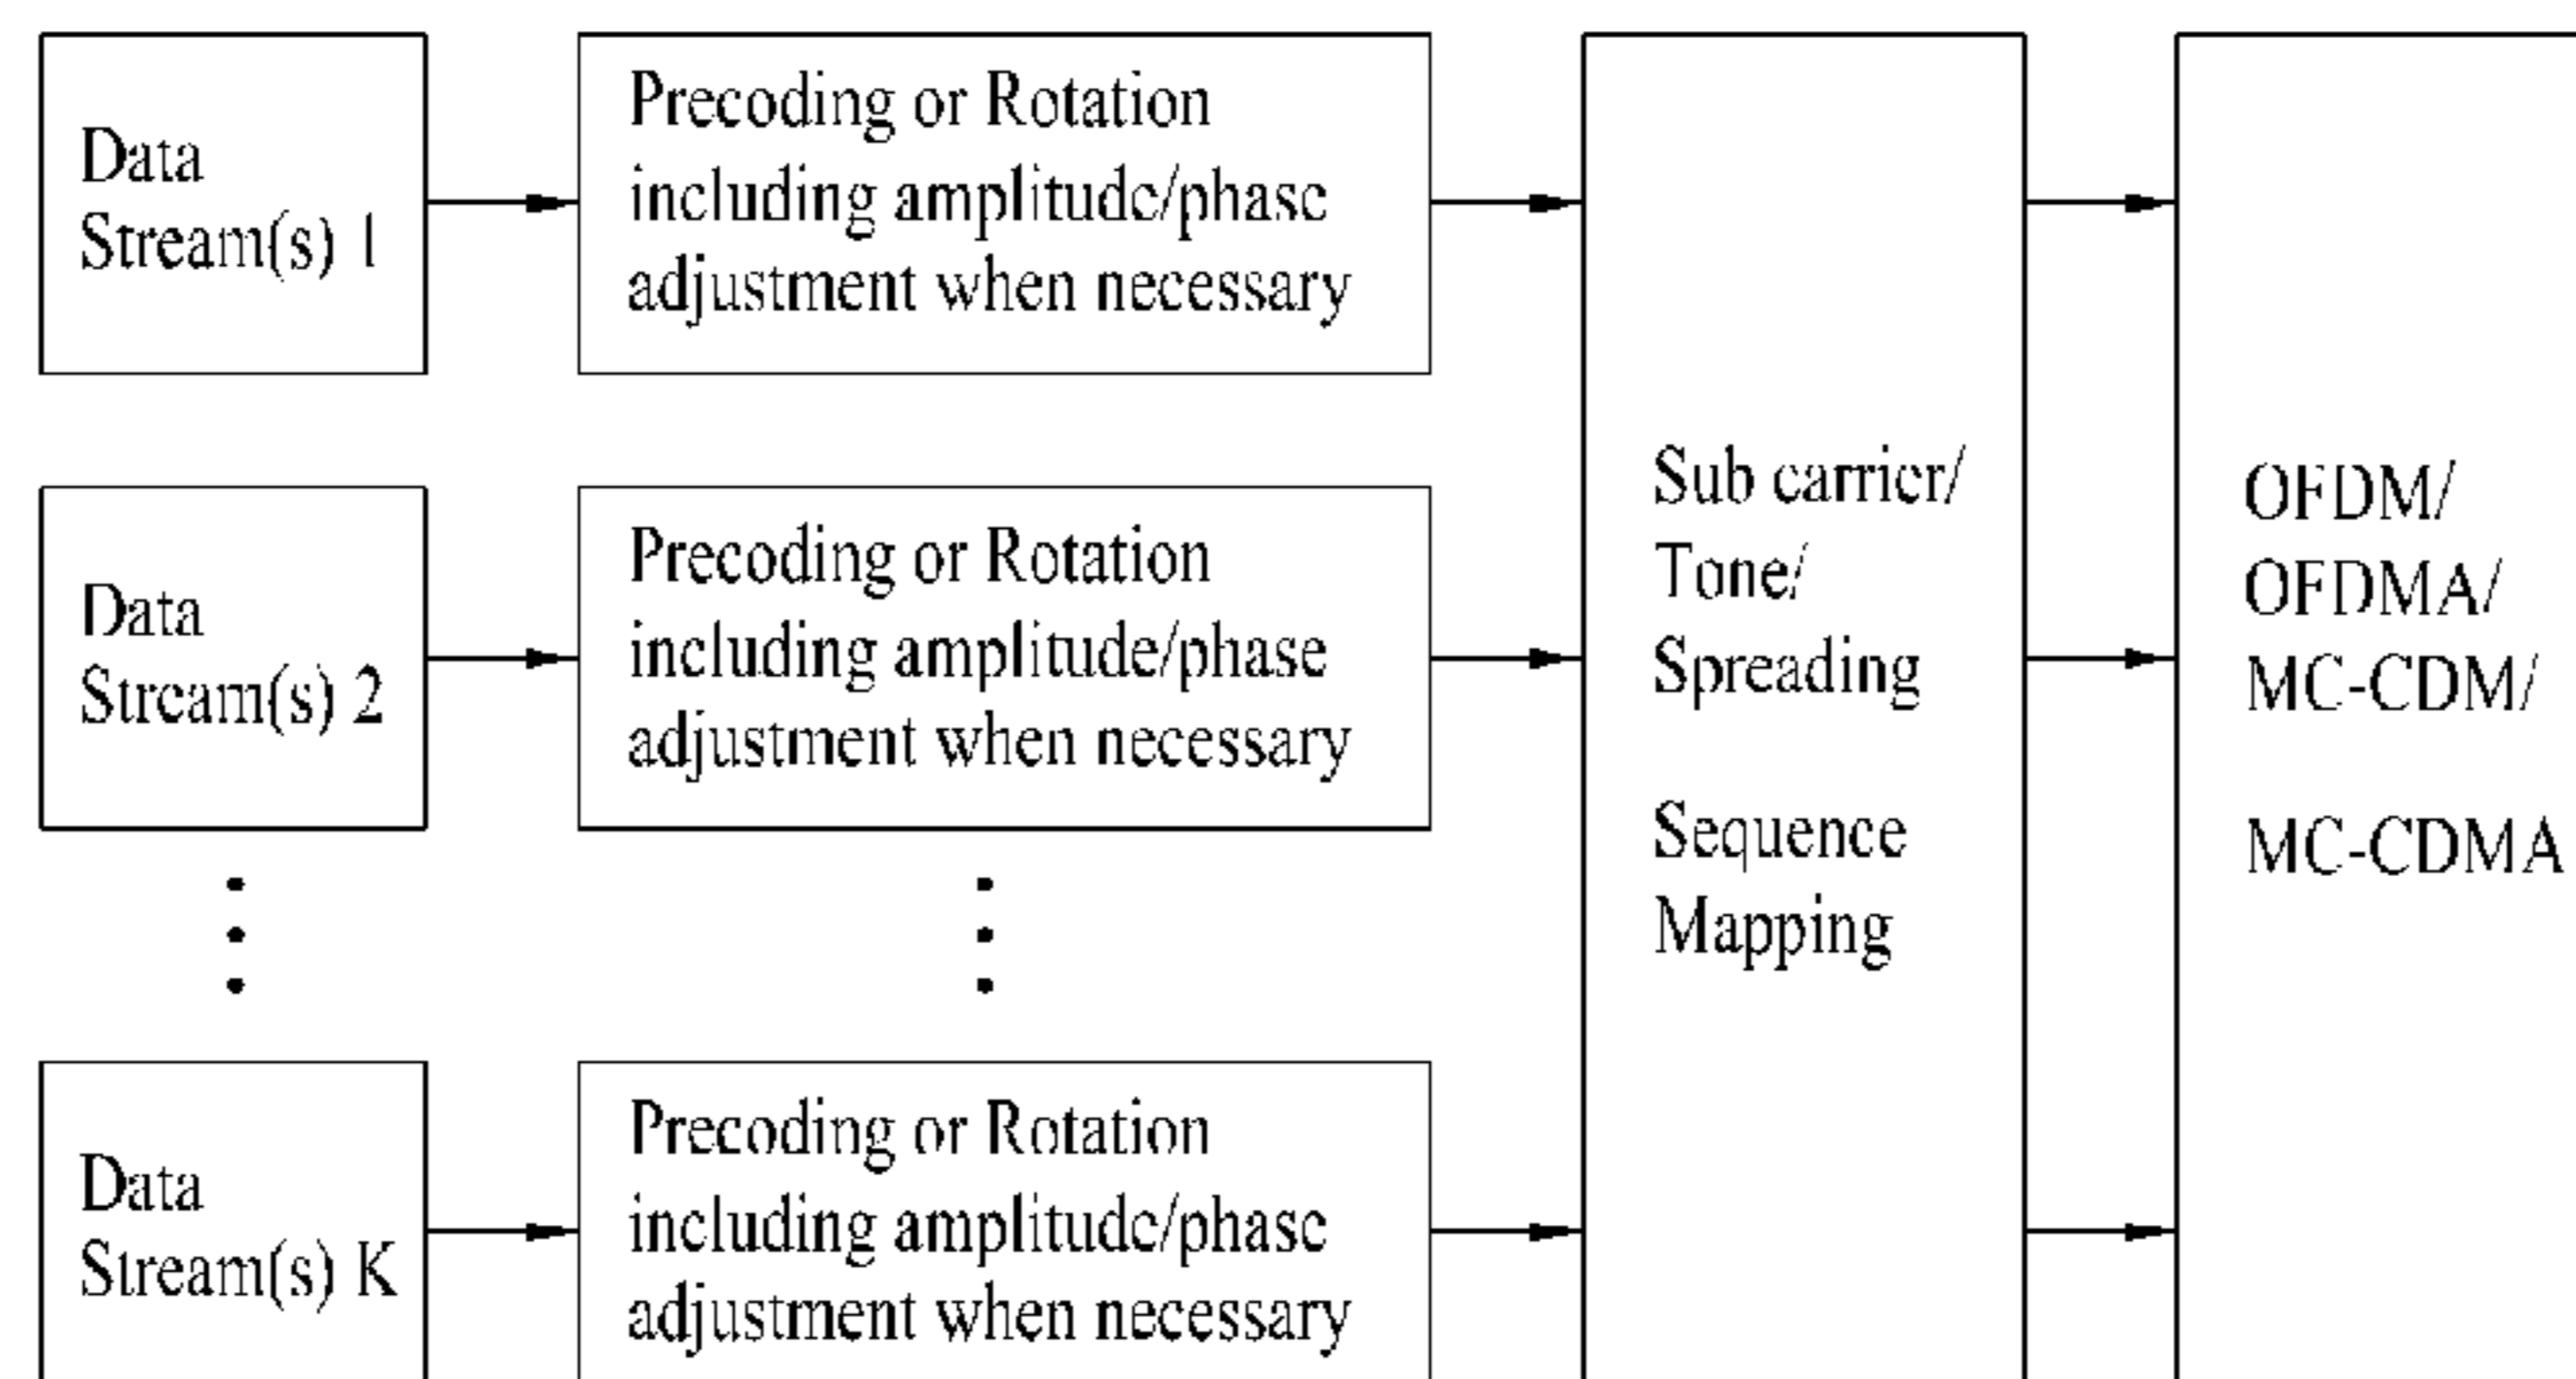 Data
Stream(s) 1
Precoding or Rotation
including amplitude/phase
adjustment when necessary
Data
Stream(s) 2
Precoding or Rotation
including amplitude/phase
adjustment when necessary
Data
Stream(s) K
Precoding or Rotation
including amplitude/phase
adjustment when necessary
Sub carrier/
Tone/
Spreading
Sequence
Mapping
OFDM/
OFDMA/
MC-CDM/
MC-CDMA